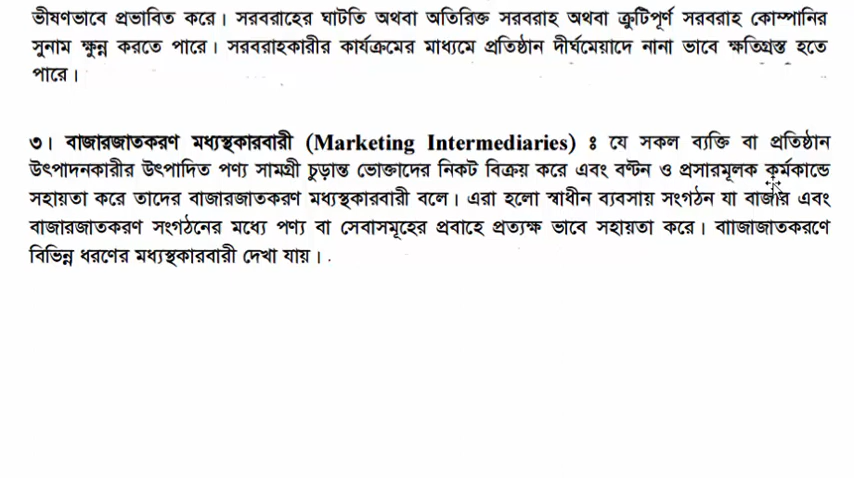 ভীষণভাবে প্রভাবিত করে। সরবরাহের ঘাটতি অথবা অতিরিক্ত সরবরাহ অথবা ক্রুটিপূর্ণ সরবরাহ কোম্পানির
সুনাম ক্ষুন্ন করতে পারে। সরবরাহকারীর কার্যক্রমের মাধ্যমে প্রতিষ্ঠান দীর্ঘমেয়াদে নানা ভাবে ক্ষতিগ্রস্ত হতে
পারে।
৩। বাজারজাতকরণ মধ্যস্থকারবারী (Marketing Intermediaries) ঃ যে সকল ব্যক্তি বা প্রতিষ্ঠান
উৎপাদনকারীর উৎপাদিত পণ্য সামগ্রী চুড়ান্ত ভোক্তাদের নিকট বিক্রয় করে এবং বণ্টন ও প্রসারমূলক কর্মকান্ডে
সহায়তা করে তাদের বাজারজাতকরণ মধ্যস্থকারবারী বলে। এরা হলো স্বাধীন ব্যবসায় সংগঠন যা বাজার এবং
বাজারজাতকরণ সংগঠনের মধ্যে পণ্য বা সেবাসমূহের প্রবাহে প্রত্যক্ষ ভাবে সহায়তা করে। বাাজাজাতকরণে
বিভিন্ন ধরণের মধ্যস্থকারবারী দেখা যায়।